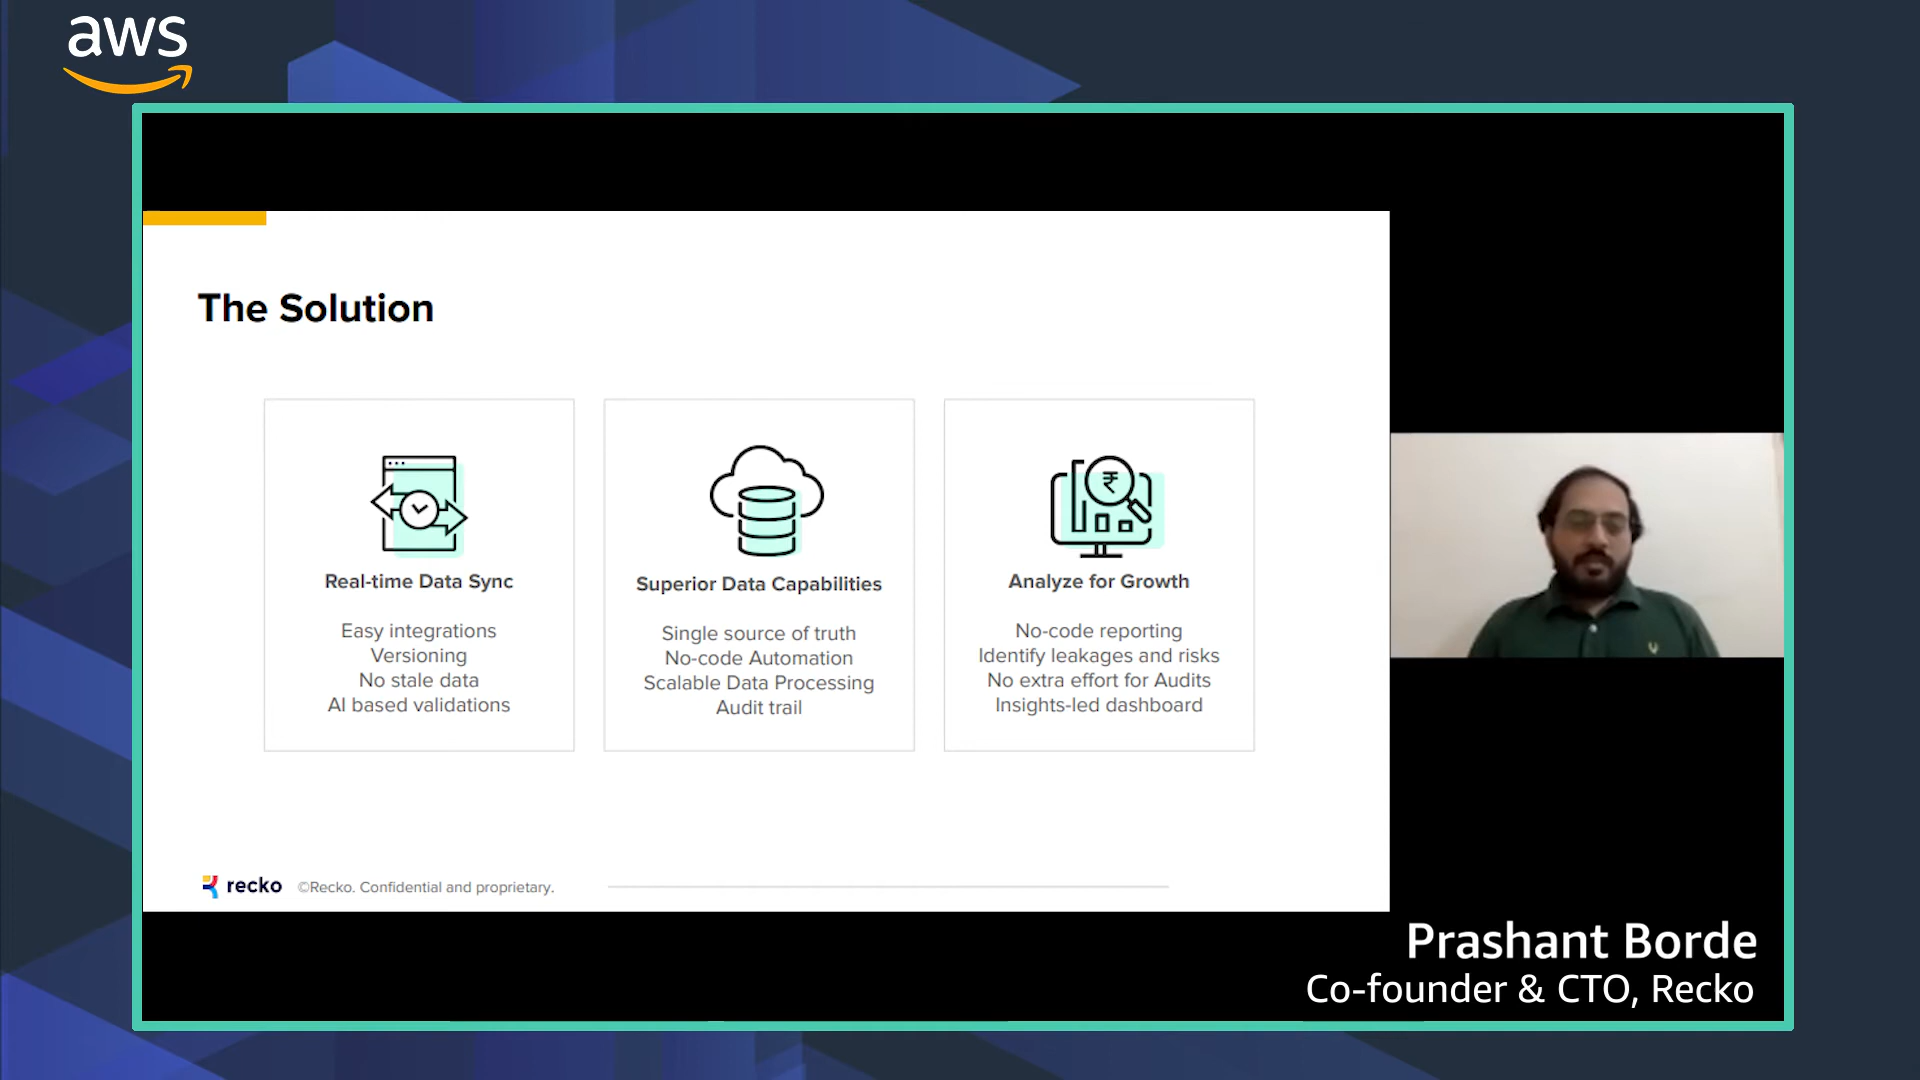 aws
The Solution
Real-time Data Sync
Easy integrations
Versioning
No stale data
AI based validations
Superior Data Capabilities
Single source of truth
No-code Automation
Scalable Data Processing
Audit trail
₹
Analyze for Growth
No-code reporting
Identify leakages and risks
No extra effort for Audits
Insights-led dashboard
recko ©Recko. Confidential and proprietary.
Prashant Borde
Co-founder & CTO, Recko